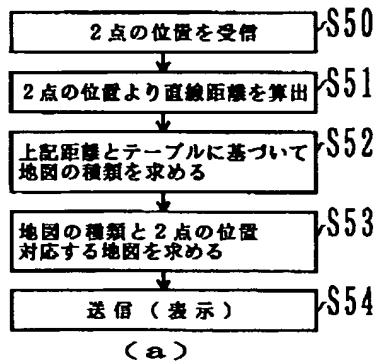 2点の位置を受信
S50
2点の位置より直線距離を算出
S51
上記距離とテーブルに基づいて
地図の種類を求める
S52
地図の種類と2点の位置
対応する地図を求める
S53
送信(表示)
S54
(a)